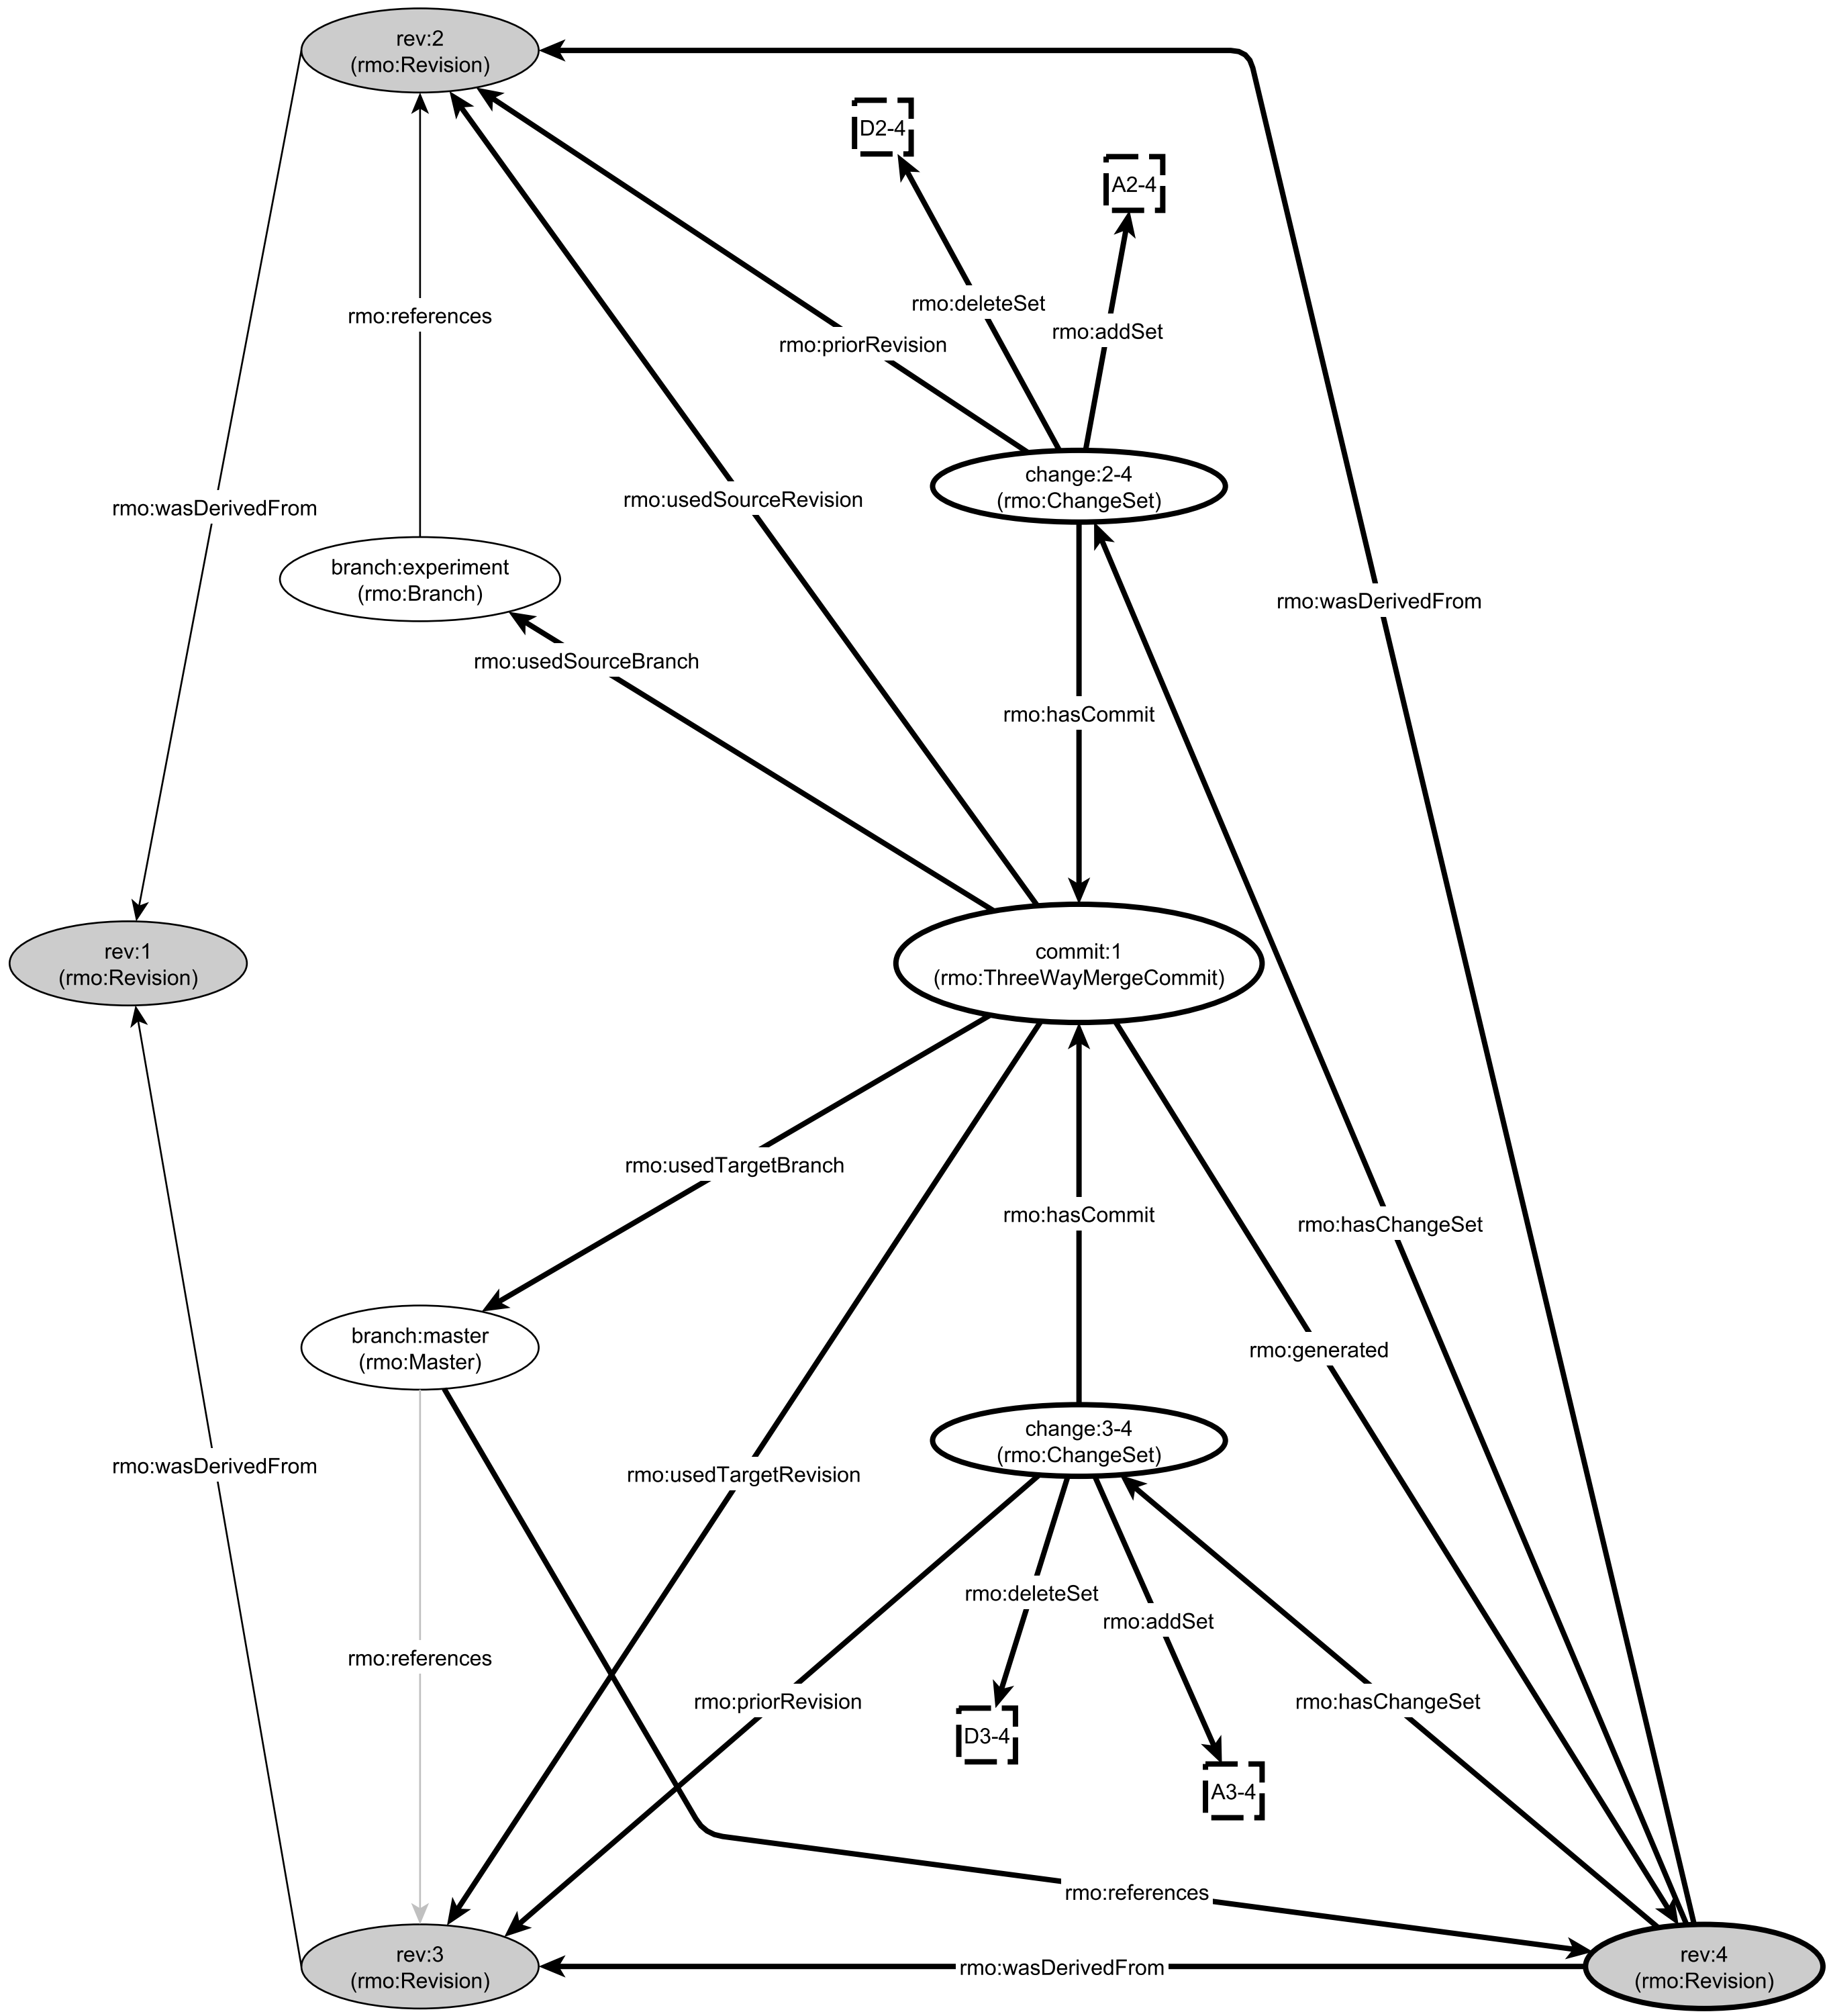 rev:2
(rmo:Revision)
D2-4
A2-4
rmo:deleteSet
rmo:references
rmo:addSet
rmo:priorRevision
change:2-4
(rmo:ChangeSet)
rmo:usedSourceRevision
rmo:wasDerivedFrom
branch:experiment
(rmo:Branch)
rmo:wasDerivedFrom
rmo:usedSourceBranch
rmo:hasCommit
rev:1
(rmo:Revision)
commit:1
(rmo:ThreeWayMergeCommit)
rmo:usedTargetBranch
rmo:hasCommit
rmo:hasChangeSet
branch:master
(rmo:Master)
rmo:generated
change:3-4
(rmo:ChangeSet)
rmo:wasDerivedFrom
rmo:usedTargetRevision
rmo:deleteSet
rmo:addSet
rmo:references
rmo:priorRevision
rmo:hasChangeSet
D3-4
A3-4
rmo:references
rev:3
(rmo:Revision)
rmo:wasDerivedFrom
rev:4
(rmo:Revision)